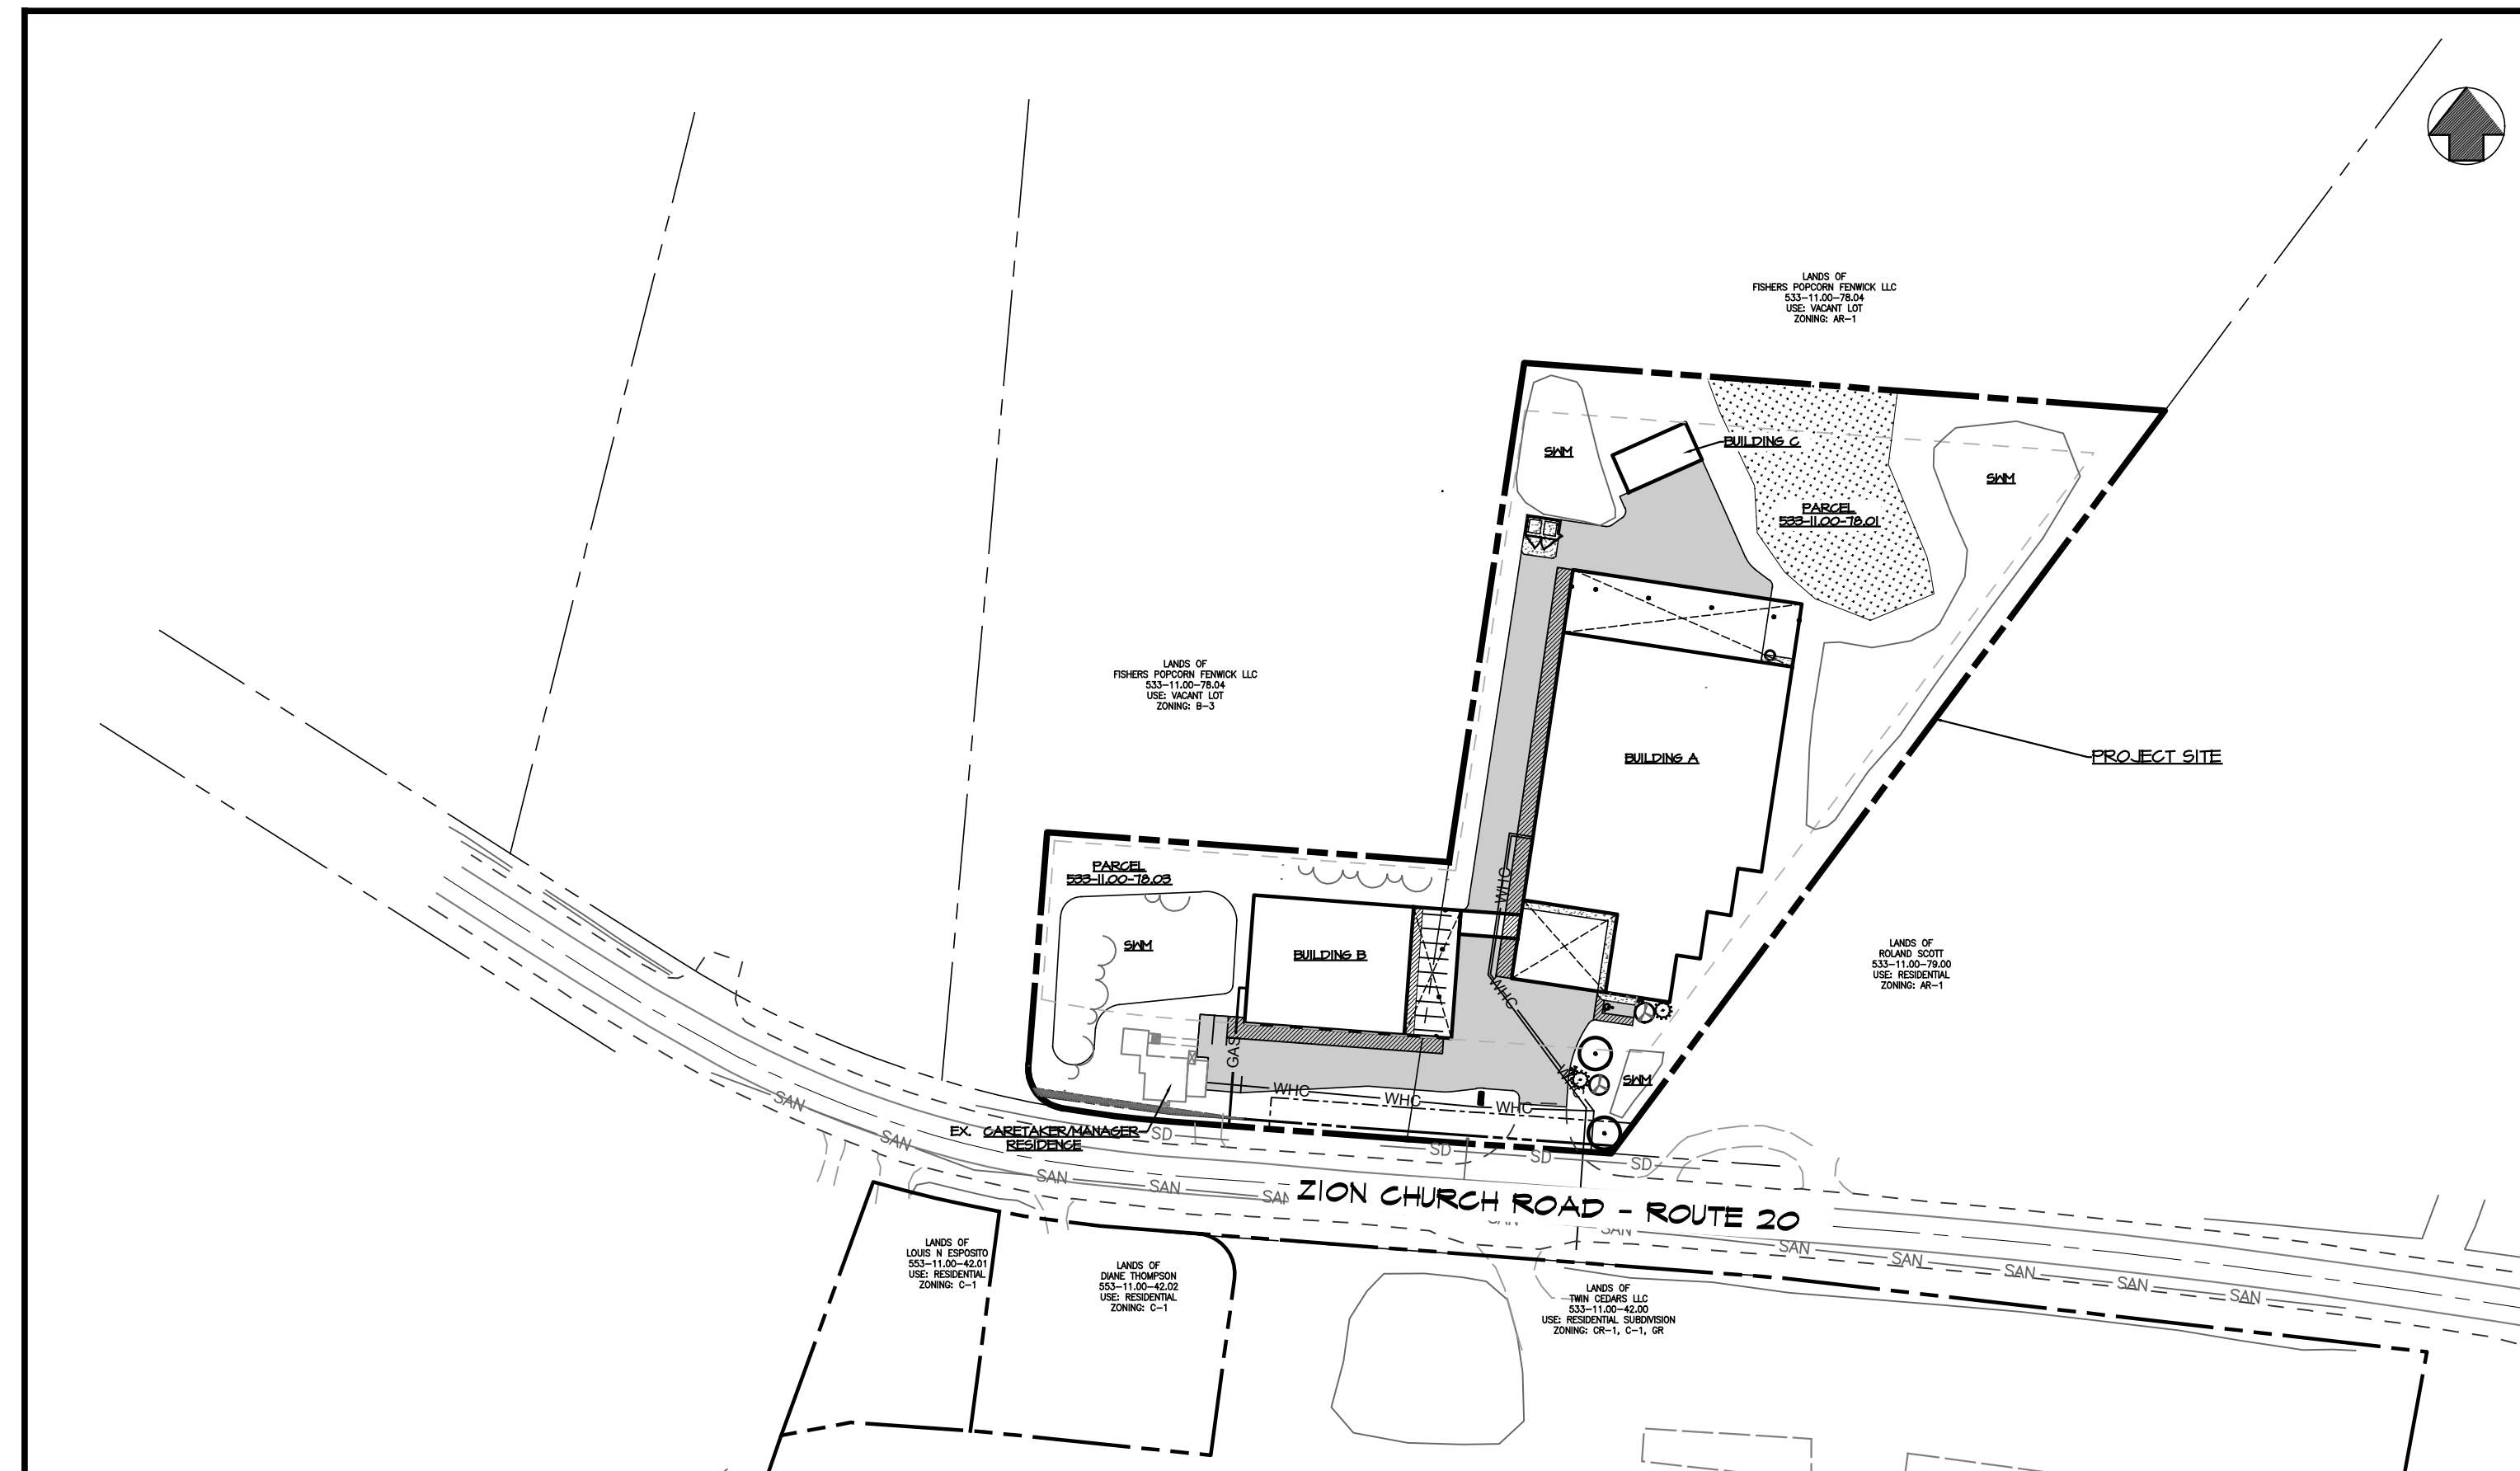 LANDS OF
FISHERS POPCORN FENWICK LLC
533-11.00-78.04
USE: VACANT LOT
ZONING: AR-1
BUILDING C
SWM
SWM
PARCEL
533-11.00-78.01
LANDS OF
FISHERS POPCORN FENWICK LLC
533-11.00-78.04
USE: VACANT LOT
ZONING: B-3
BUILDING A
PROJECT SITE
PARCEL
533-11.00-78.03
WHC
SWM
BUILDING B
WHC
LANDS OF
ROLAND SCOTT
533-11.00-79.00
USE: RESIDENTIAL
ZONING: AR-1
GAS
WHC
SWM
WHC
WHC
WHC
SAN
SAN
EX. CARETAKER/MANAGER
RESIDENCE
SD
SD
SD
SD
SAN
SAN
SAN
ZION CHURCH ROAD - ROUTE 20
SAN
SAN
SAN
SAN
SAN
SAN
SAN
LANDS OF
LOUIS N ESPOSITO
553-11.00-42.01
USE: RESIDENTIAL
ZONING: C-1
LANDS OF
DIANE THOMPSON
553-11.00-42.02
USE: RESIDENTIAL
ZONING: C-1
LANDS OF
TWIN CEDARS LLC
533-11.00-42.00
USE: RESIDENTIAL SUBDIVISION
ZONING: CR-1, C-1, GR